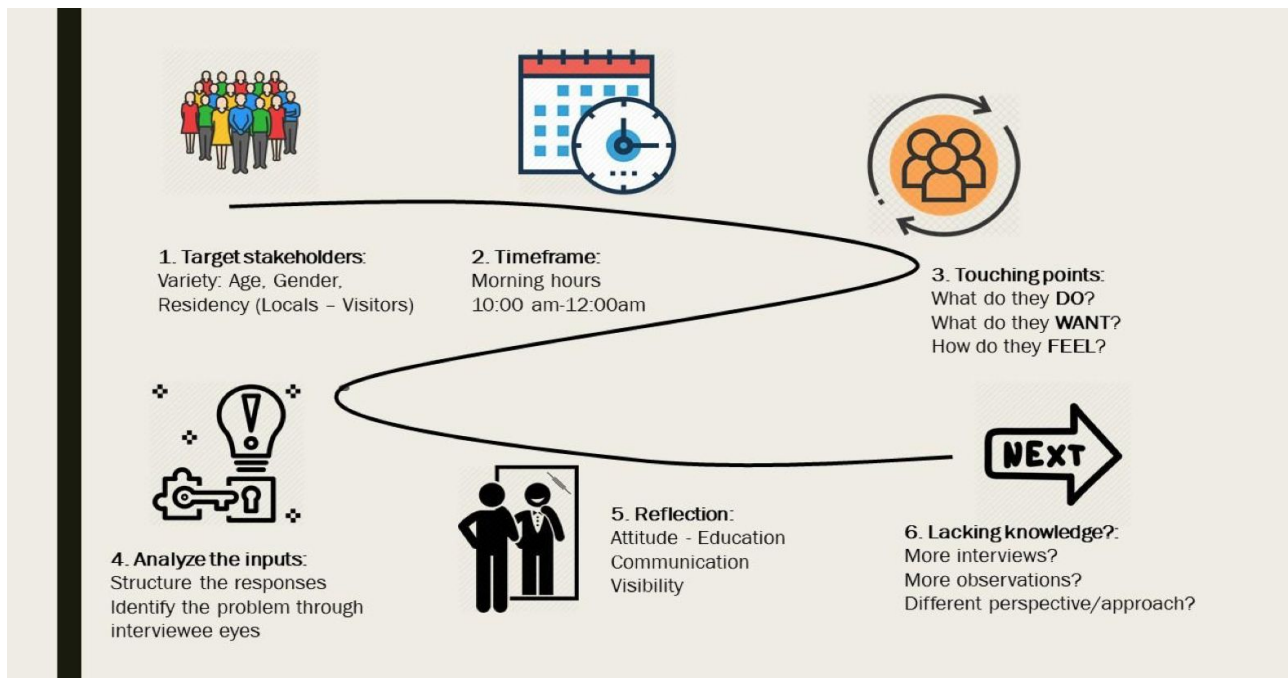 1. Target stakeholders:
Variety: Age, Gender,
Residency (Locals – Visitors)
2. Timeframe:
Morning hours
10:00 am-12:00am
3. Touching points:
What do they DO?
What do they WANT?
How do they FEEL?
4. Analyze the inputs:
Structure the responses
Identify the problem through
interviewee eyes
5. Reflection:
Attitude - Education
Communication
Visibility
NEXT
6. Lacking knowledge?:
More interviews?
More observations?
Different perspective/approach?